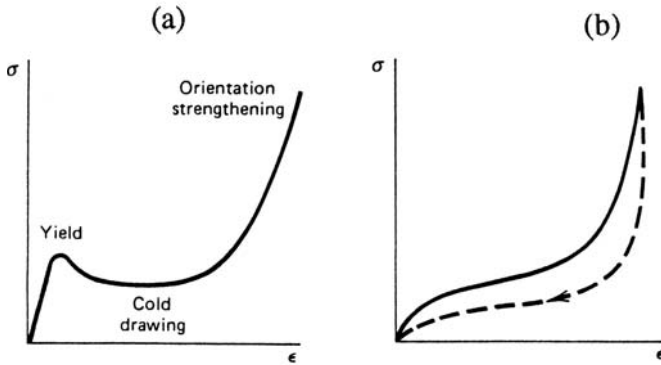 (a)
σ
Orientation
strengthening
Yield
Cold
drawing
ϵ
(b)
σ
ϵ